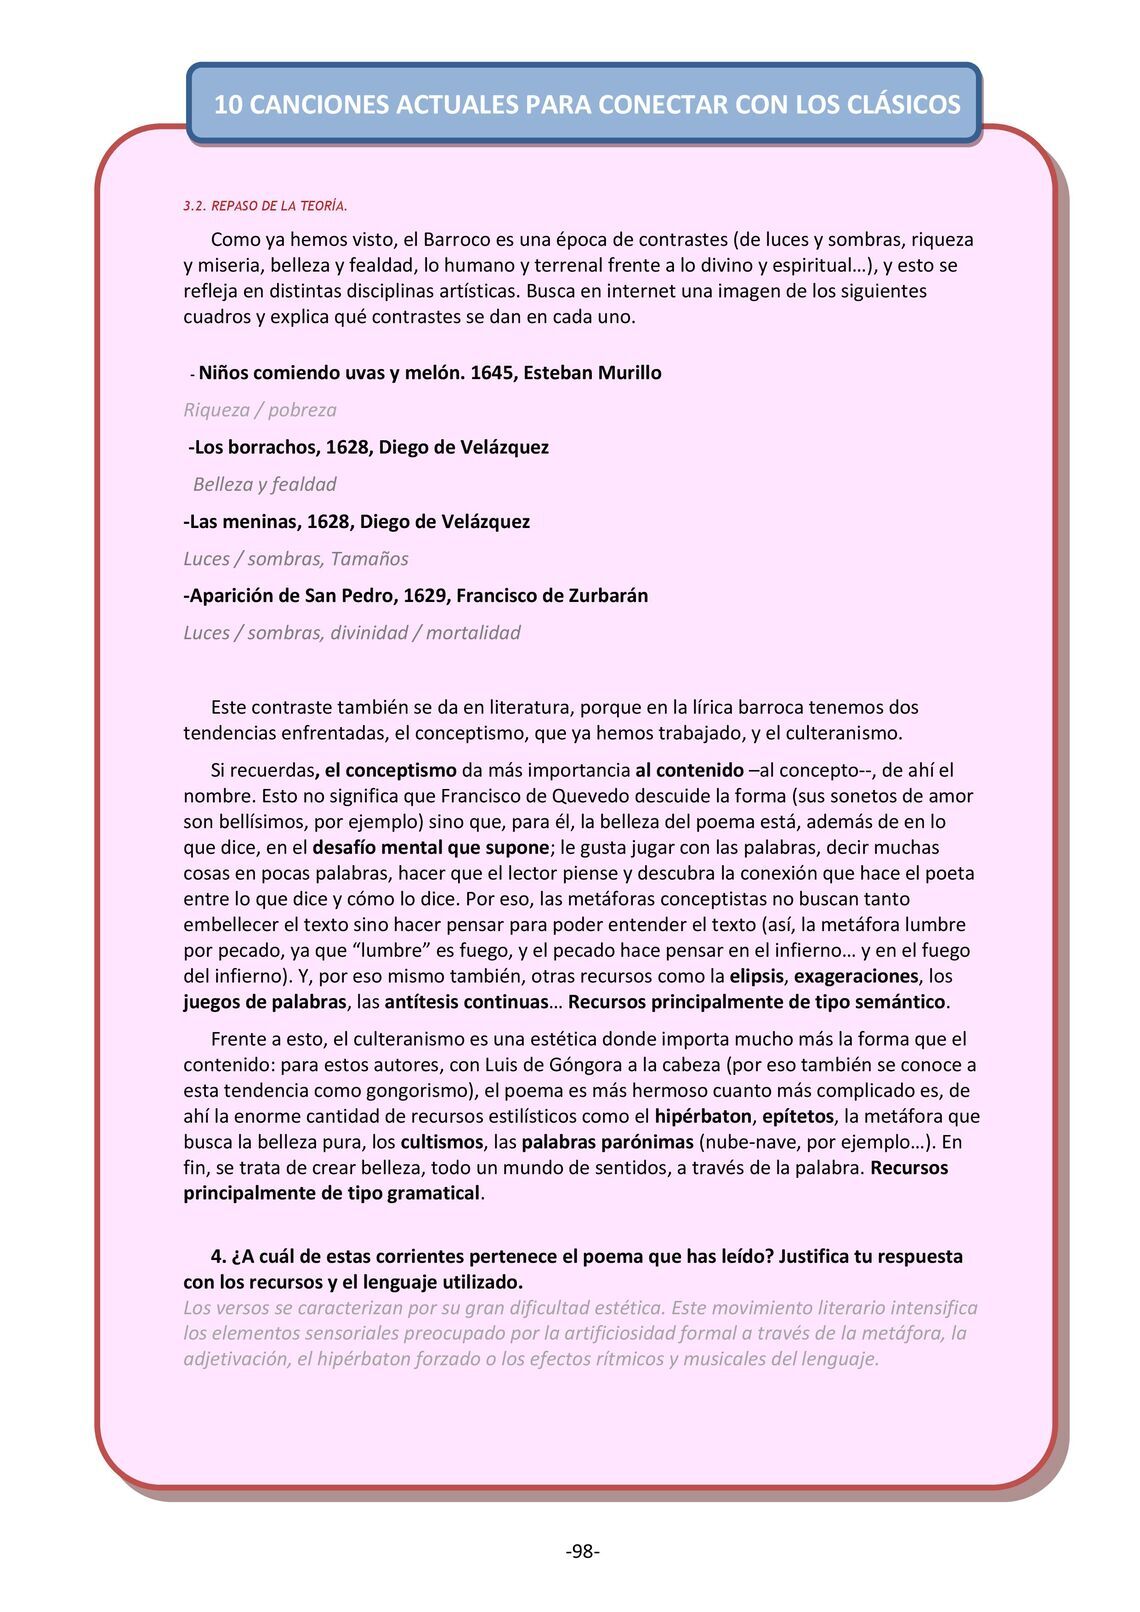 10 CANCIONES ACTUALES PARA CONECTAR CON LOS CLÁSICOS
3.2. REPASO DE LA TEORÍA.
Como ya hemos visto, el Barroco es una época de contrastes (de luces y sombras, riqueza
y miseria, belleza y fealdad, lo humano y terrenal frente a lo divino y espiritual…), y esto se
refleja en distintas disciplinas artísticas. Busca en internet una imagen de los siguientes
cuadros y explica qué contrastes se dan en cada uno.
- Niños comiendo uvas y melón. 1645, Esteban Murillo
Riqueza / pobreza
-Los borrachos, 1628, Diego de Velázquez
Belleza y fealdad
-Las meninas, 1628, Diego de Velázquez
Luces / sombras, Tamaños
-Aparición de San Pedro, 1629, Francisco de Zurbarán
Luces / sombras, divinidad / mortalidad
Este contraste también se da en literatura, porque en la lírica barroca tenemos dos
tendencias enfrentadas, el conceptismo, que ya hemos trabajado, y el culteranismo.
Si recuerdas, el conceptismo da más importancia al contenido –al concepto--, de ahí el
nombre. Esto no significa que Francisco de Quevedo descuide la forma (sus sonetos de amor
son bellísimos, por ejemplo) sino que, para él, la belleza del poema está, además de en lo
que dice, en el desafío mental que supone; le gusta jugar con las palabras, decir muchas
cosas en pocas palabras, hacer que el lector piense y descubra la conexión que hace el poeta
entre lo que dice y cómo lo dice. Por eso, las metáforas conceptistas no buscan tanto
embellecer el texto sino hacer pensar para poder entender el texto (así, la metáfora lumbre
por pecado, ya que “lumbre” es fuego, y el pecado hace pensar en el infierno… y en el fuego
del infierno). Y, por eso mismo también, otras recursos como la elipsis, exageraciones, los
juegos de palabras, las antítesis continuas… Recursos principalmente de tipo semántico.
Frente a esto, el culteranismo es una estética donde importa mucho más la forma que el
contenido: para estos autores, con Luis de Góngora a la cabeza (por eso también se conoce a
esta tendencia como gongorismo), el poema es más hermoso cuanto más complicado es, de
ahí la enorme cantidad de recursos estilísticos como el hipérbaton, epítetos, la metáfora que
busca la belleza pura, los cultismos, las palabras parónimas (nube-nave, por ejemplo…). En
fin, se trata de crear belleza, todo un mundo de sentidos, a través de la palabra. Recursos
principalmente de tipo gramatical.
4. ¿A cuál de estas corrientes pertenece el poema que has leído? Justifica tu respuesta
con los recursos y el lenguaje utilizado.
Los versos se caracterizan por su gran dificultad estética. Este movimiento literario intensifica
los elementos sensoriales preocupado por la artificiosidad formal a través de la metáfora, la
adjetivación, el hipérbaton forzado o los efectos rítmicos y musicales del lenguaje.
-98-